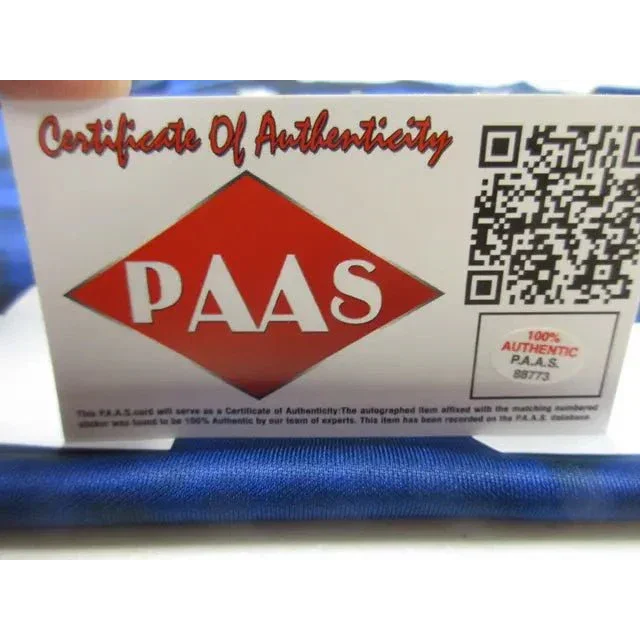 Certificate Of Authenticity
PAAS
100%
AUTHENTIC
P.A.A.S.
88773
This P.A.A.S. card will serve as a Certificate of Authenticity: The autographed item affixed with the matching numbered
sticker was found to be 100% Authentic by our team of experts. This item has been recorded on the P.A.A.S. database